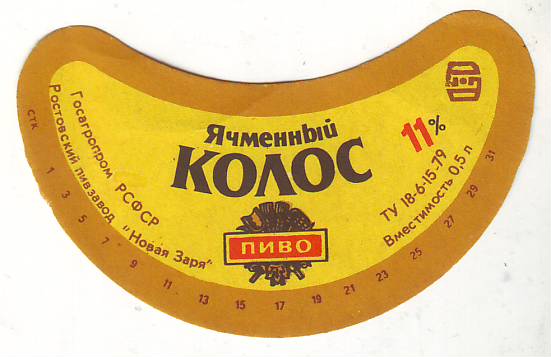 Ячменный
КОЛОС
11%
ПИВО
Госагропром РСФСР
Ростовский пивзавод "Новая Заря"
ТУ 18-6-15-79
Вместимость 0,5 л
СТК
1 3 5 7 9 11 13 15 17 19 21 23 25 27 29 31